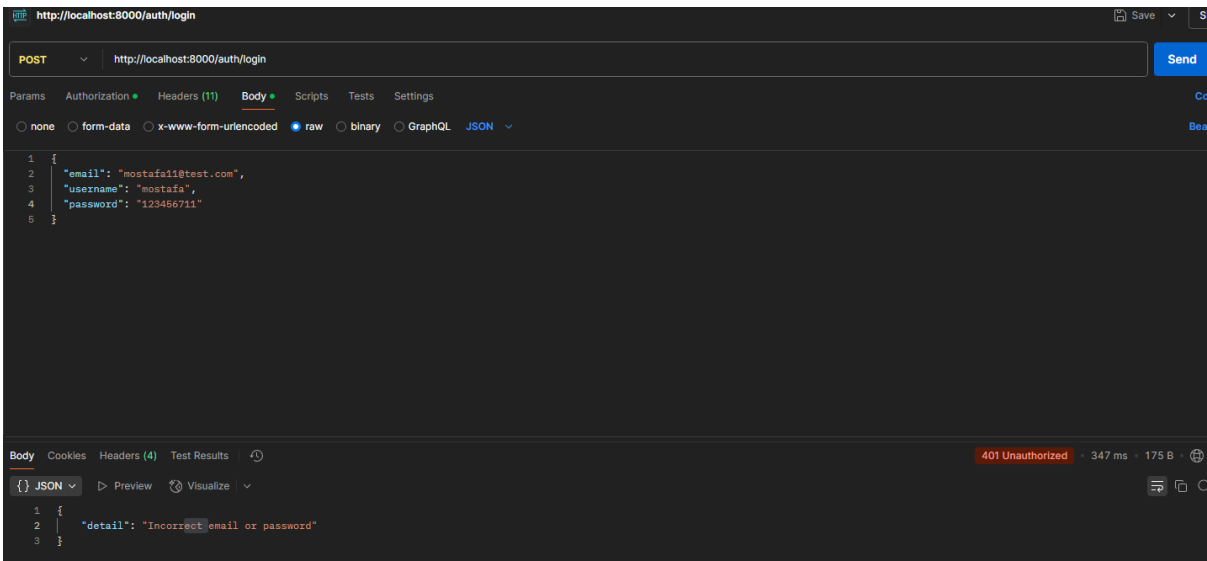 HTTP http://localhost:8000/auth/login Save
POST http://localhost:8000/auth/login Send
Params Authorization Headers (11) Body Scripts Tests Settings
none form-data x-www-form-urlencoded raw binary GraphQL JSON
1 {
2 "email": "mostafa11@test.com",
3 "username": "mostafa",
4 "password": "123456711"
5 }
Body Cookies Headers (4) Test Results 401 Unauthorized • 347 ms • 175 B
{} JSON Preview Visualize
1 {
2 "detail": "Incorrect email or password"
3 }